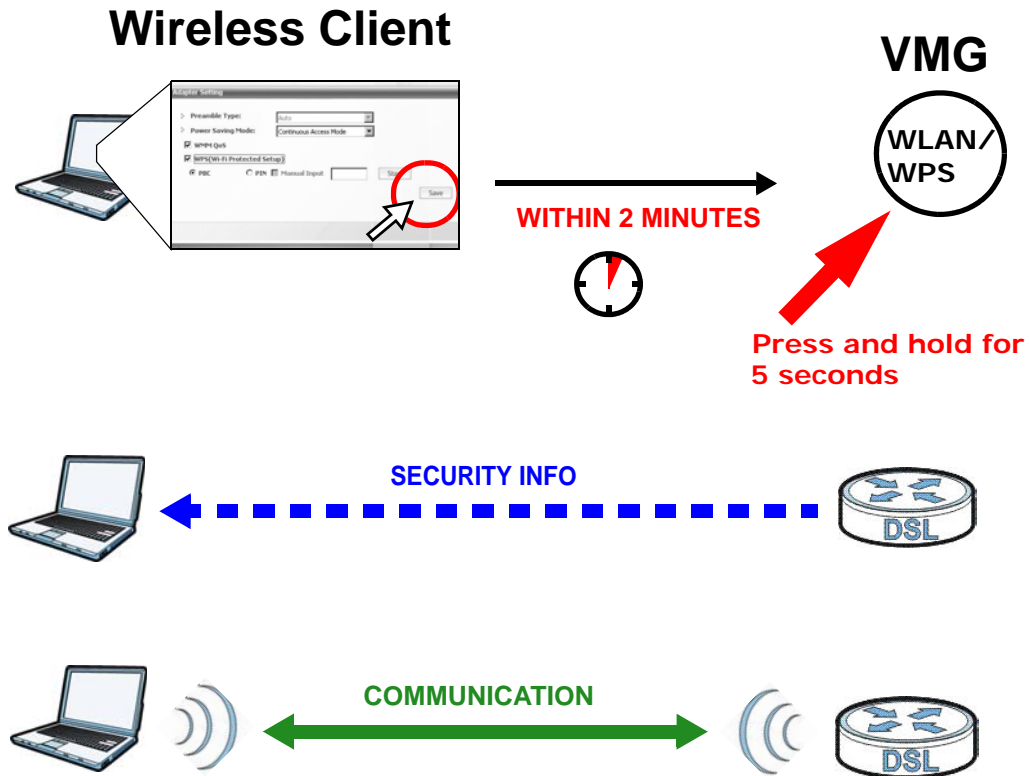 Wireless Client
VMG
Adapter Setting
Preamble Type: Auto
Power Saving Mode: Continuous Access Mode
WMM QoS
WPS(Wi-Fi Protected Setup)
PBC PIN Manual Input
Save
WITHIN 2 MINUTES
WLAN/
WPS
Press and hold for
5 seconds
SECURITY INFO
DSL
COMMUNICATION
DSL